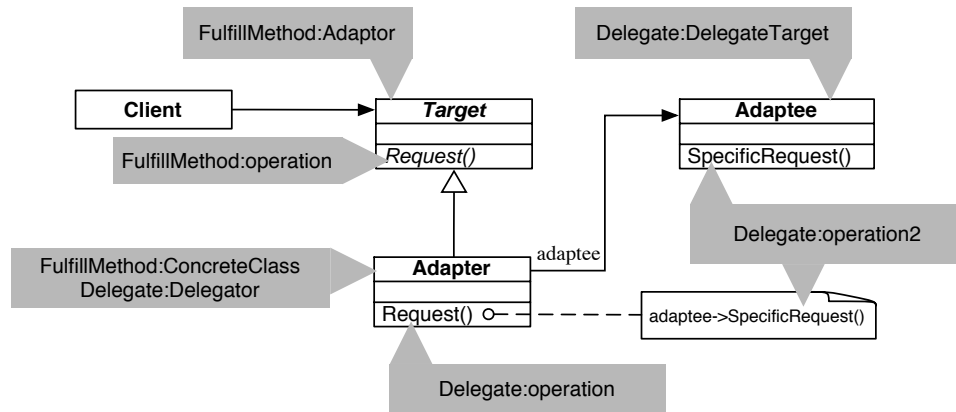 FulfillMethod:Adaptor
Delegate:DelegateTarget
Client
Target
Adaptee
FulfillMethod:operation
Request()
SpecificRequest()
Delegate:operation2
adaptee
FulfillMethod:ConcreteClass
Delegate:Delegator
Adapter
Request()
adaptee->SpecificRequest()
Delegate:operation